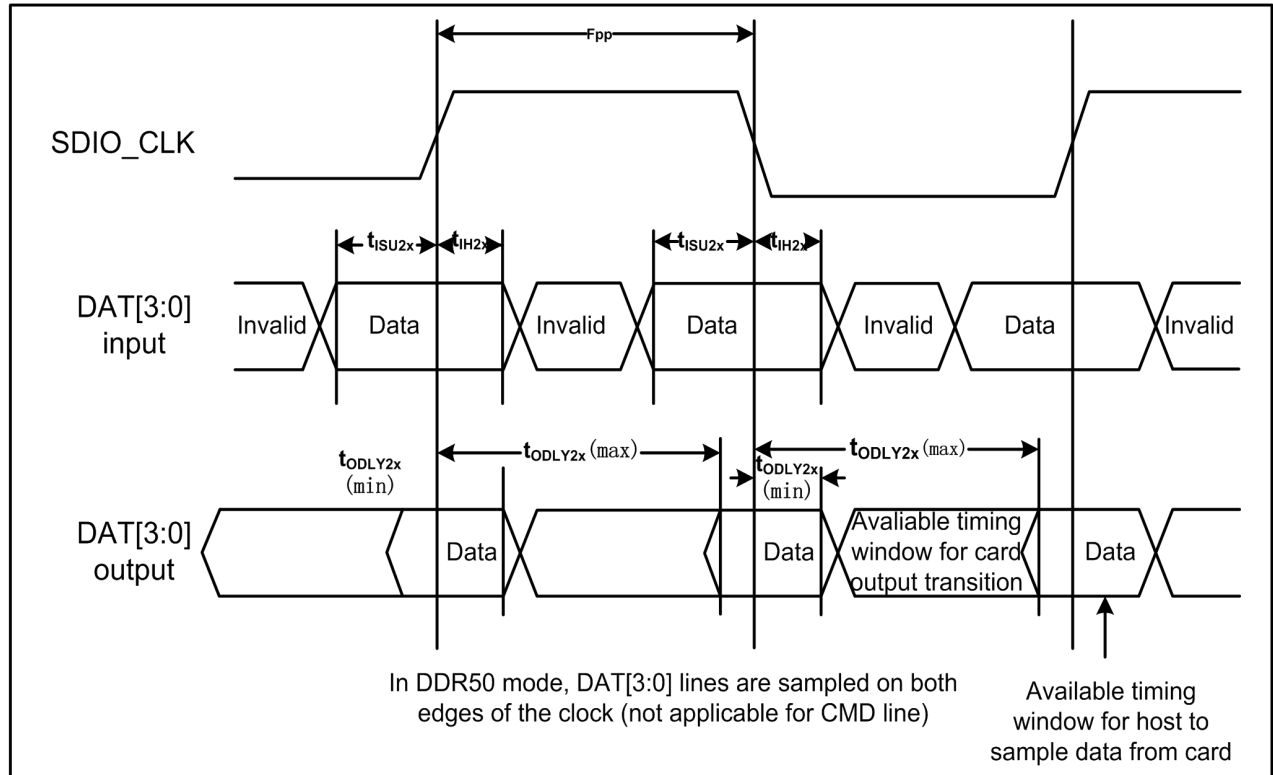 Fpp
SDIO_CLK
tISU2x
tIH2x
tISU2x
tIH2x
DAT[3:0]
input
Invalid
Data
Invalid
Data
Invalid
Data
Invalid
tODLY2x
(min)
tODLY2x (max)
tODLY2x
(min)
tODLY2x (max)
DAT[3:0]
output
Data
Data
Avaliable timing
window for card
output transition
Data
In DDR50 mode, DAT[3:0] lines are sampled on both
edges of the clock (not applicable for CMD line)
Available timing
window for host to
sample data from card